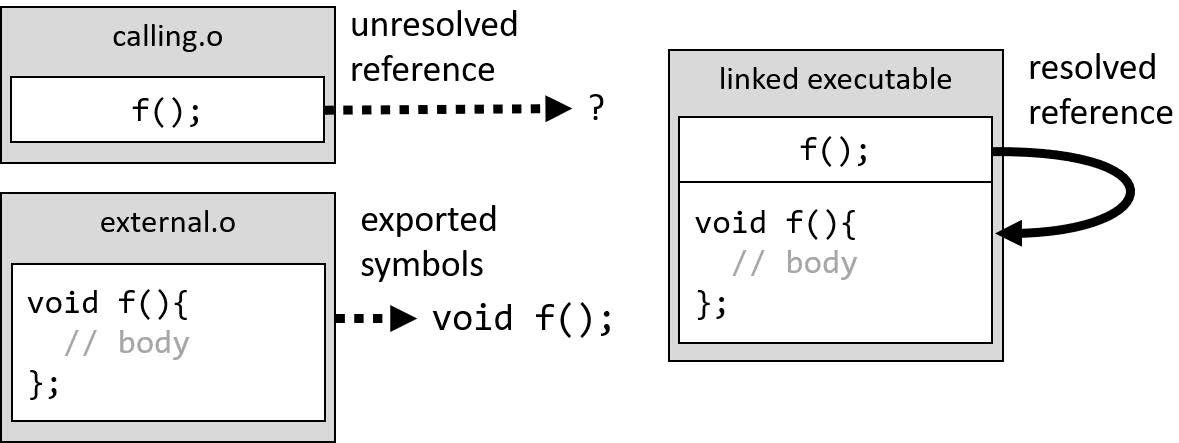 calling.o
f();
unresolved
reference
?
external.o
void f(){
// body
};
exported
symbols
void f();
linked executable
f();
void f(){
// body
};
resolved
reference